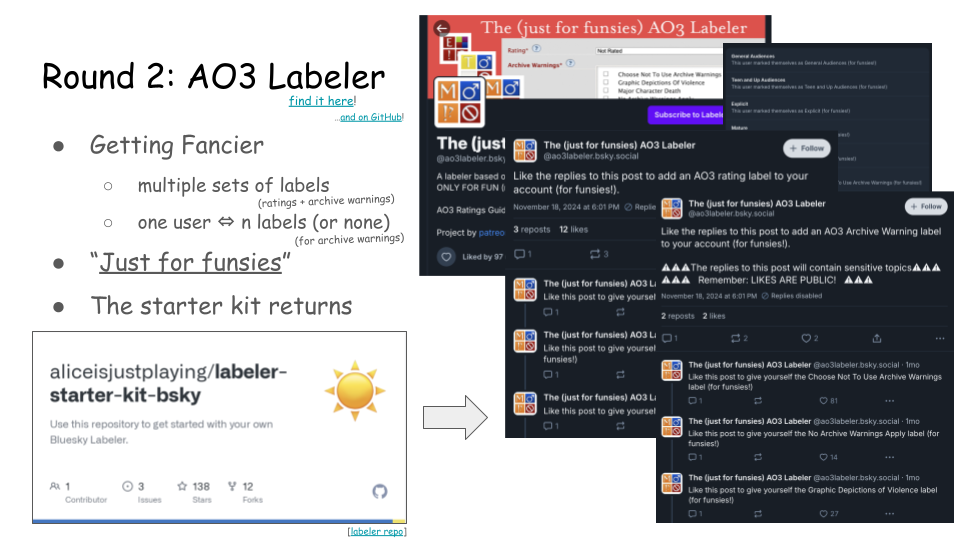 Round 2: AO3 Labeler
find it here!
...and on GitHub!
● Getting Fancier
○ multiple sets of labels
(ratings + archive warnings)
○ one user ⇔ n labels (or none)
(for archive warnings)
● “Just for funsies”
● The starter kit returns
aliceisjustplaying/labeler-
starter-kit-bsky
Use this repository to get started with your own
Bluesky Labeler.
1
Contributor
3
Issues
138
Stars
12
Forks
[labeler repo]
The (just for funsies) AO3 Labeler
Rating*
Not Rated
Archive Warnings*
Choose Not To Use Archive Warnings
Graphic Depictions Of Violence
Major Character Death
Subscribe to Labele
The (just
@ao3labeler.bsky
A labeler based o
ONLY FOR FUN (
AO3 Ratings Guid
Project by patreo
Liked by 97
General Audiences
This user marked themselves as General Audiences (for funsies!)
Teen and Up Audiences
This user marked themselves as Teen and Up Audiences (for funsies!)
Explicit
This user marked themselves as Explicit (for funsies!)
Mature
To Use Archive Warnings (for funsies!)
The (just for funsies) AO3 Labeler
@ao3labeler.bsky.social
+ Follow
Like the replies to this post to add an AO3 rating label to your
account (for funsies!).
November 18, 2024 at 6:01 PM Replie
3 reposts 12 likes
1 3
The (just for funsies) AO3 La
Like this post to give yourself
1
The (just for funsies) AO3 La
Like this post to give yourself
funsies!)
1
The (just for funsies) AO3 La
Like this post to give yourself
1
The (just for funsies) AO3 Labeler
@ao3labeler.bsky.social
+ Follow
Like the replies to this post to add an AO3 Archive Warning label
to your account (for funsies!).
⚠⚠⚠The replies to this post will contain sensitive topics⚠⚠⚠
⚠⚠⚠ Remember: LIKES ARE PUBLIC! ⚠⚠⚠
November 18, 2024 at 6:01 PM Replies disabled
2 reposts 2 likes
1 2 2
The (just for funsies) AO3 Labeler @ao3labeler.bsky.social · 1mo
Like this post to give yourself the Choose Not To Use Archive Warnings
label (for funsies!)
1 81
The (just for funsies) AO3 Labeler @ao3labeler.bsky.social · 1mo
Like this post to give yourself the No Archive Warnings Apply label (for
funsies!)
1 14
The (just for funsies) AO3 Labeler @ao3labeler.bsky.social · 1mo
Like this post to give yourself the Graphic Depictions of Violence label
(for funsies!)
1 27